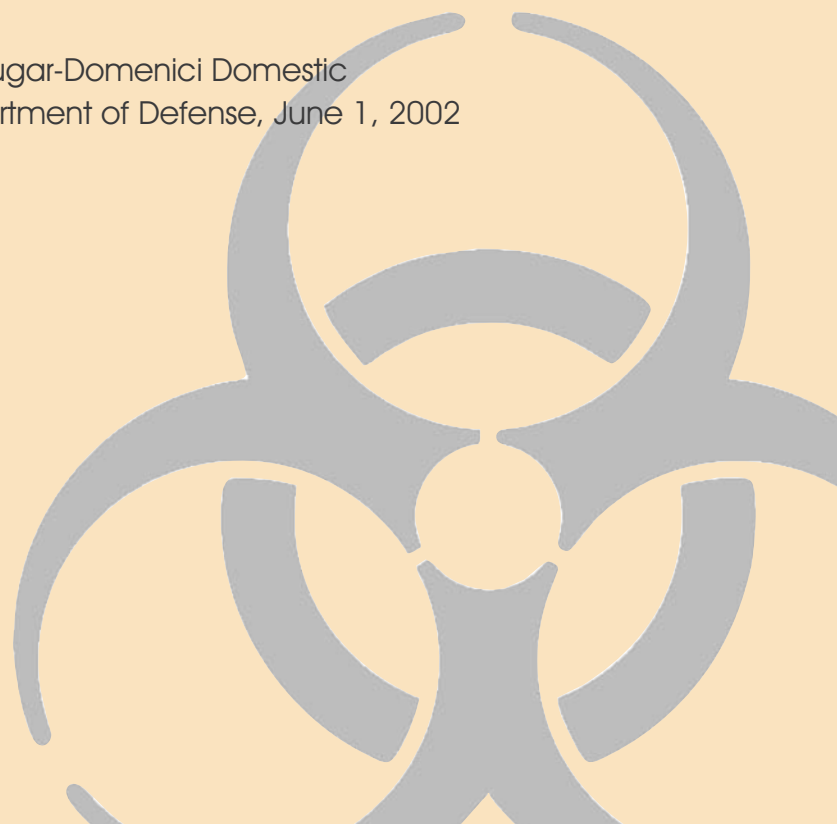 ugar-Domenici Domestic
rtment of Defense, June 1, 2002